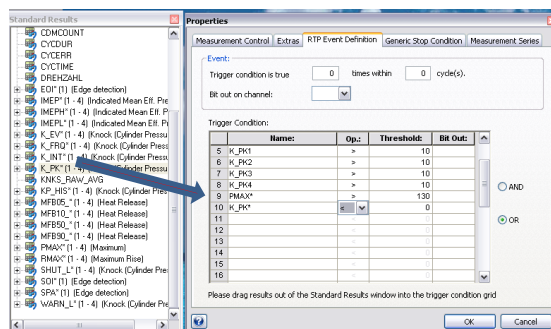 Standard Results
CDMCOUNT
CYCDUR
CYCERR
CYCTIME
DREHZAHL
EOI* (1) (Edge detection)
IMEP* (1 - 4) (Indicated Mean Eff. Pre
IMEPH* (1 - 4) (Indicated Mean Eff. P
IMEPL* (1 - 4) (Indicated Mean Eff. P
K_EV* (1 - 4) (Knock (Cylinder Pressu
K_FRQ* (1 - 4) (Knock (Cylinder Press
K_INT* (1 - 4) (Knock (Cylinder Pressu
K_PK* (1 - 4) (Knock (Cylinder Pressu
KNKS_RAW_AVG
KP_HIS* (1 - 4) (Knock (Cylinder Pres
MFB05_* (1 - 4) (Heat Release)
MFB10_* (1 - 4) (Heat Release)
MFB50_* (1 - 4) (Heat Release)
MFB90_* (1 - 4) (Heat Release)
PMAX* (1 - 4) (Maximum)
RMAX* (1 - 4) (Maximum Rise)
SHUT_L* (1 - 4) (Knock (Cylinder Pre
SOI* (1) (Edge detection)
SPA* (1) (Edge detection)
WARN_L* (1 - 4) (Knock (Cylinder Pre
Properties
Measurement Control Extras RTP Event Definition Generic Stop Condition Measurement Series
Event:
Trigger condition is true 0 times within 0 cycle(s).
Bit out on channel:
Trigger Condition:
Name: Op.: Threshold: Bit Out:
5 K_PK1 > 10
6 K_PK2 > 10
7 K_PK3 > 10
8 K_PK4 > 10
9 PMAX* > 130
10 K_PK* < 0
11
12
13
14
15
16
AND
OR
Please drag results out of the Standard Results window into the trigger condition grid
OK Cancel